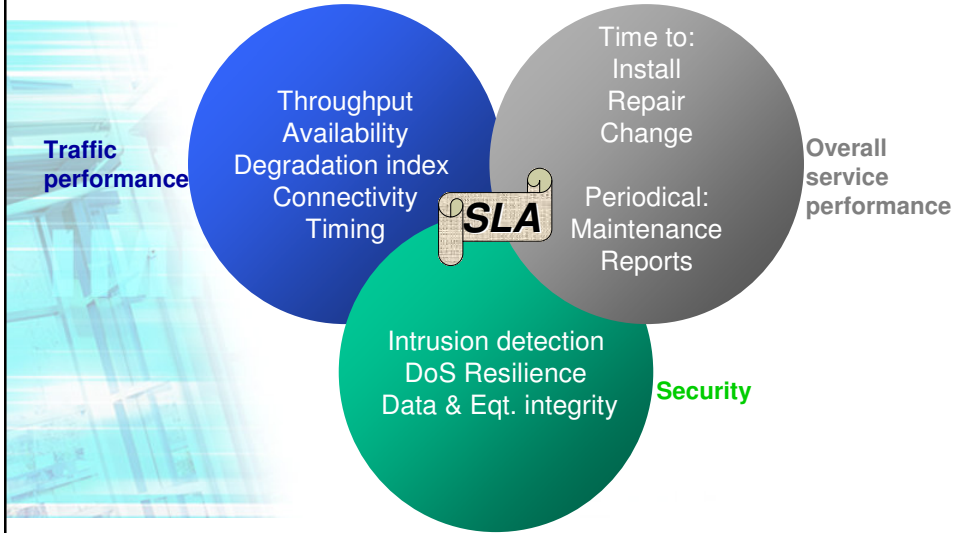 Traffic
performance
Throughput
Availability
Degradation index
Connectivity
Timing
SLA
Time to:
Install
Repair
Change
Periodical:
Maintenance
Reports
Overall
service
performance
Intrusion detection
DoS Resilience
Data & Eqt. integrity
Security